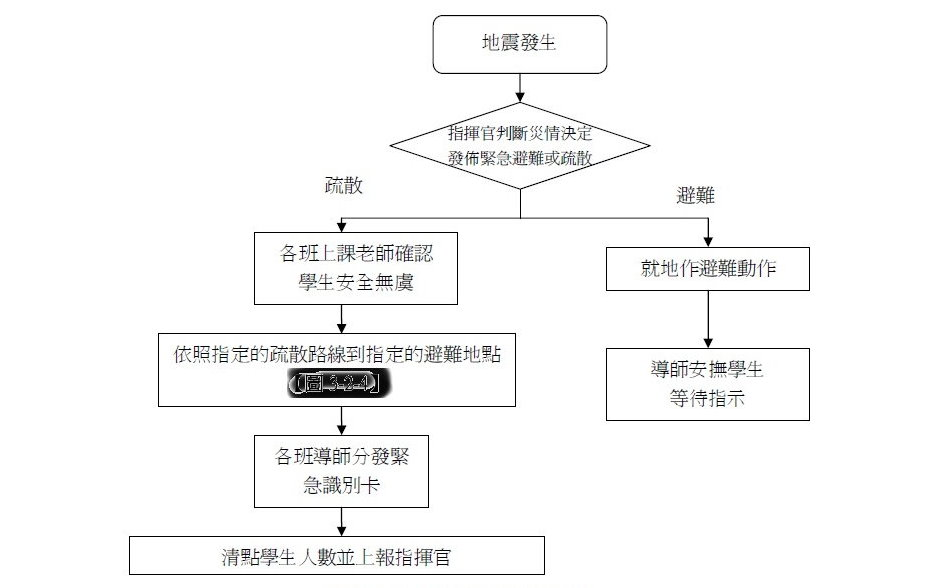 地震發生
指揮官判斷災情決定
發佈緊急避難或疏散
疏散
避難
各班上課老師確認
學生安全無虞
就地作避難動作
依照指定的疏散路線到指定的避難地點
[圖 3-2-4]
導師安撫學生
等待指示
各班導師分發緊
急識別卡
清點學生人數並上報指揮官